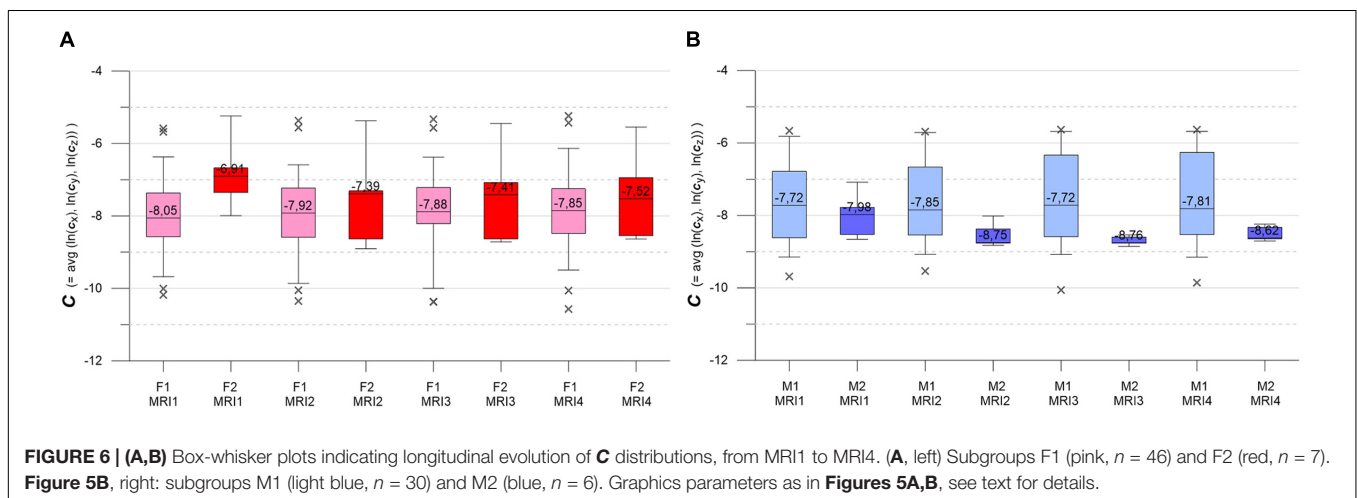 A
B
-4
-6
-8
-10
-12
C (= avg (ln(cx), ln(cy), ln(cz)) )
-8,05
-6,91
-7,92
-7,39
-7,88
-7,41
-7,85
-7,52
F1 MRI1
F2 MRI1
F1 MRI2
F2 MRI2
F1 MRI3
F2 MRI3
F1 MRI4
F2 MRI4
-4
-6
-8
-10
-12
C (= avg (ln(cx), ln(cy), ln(cz)) )
-7,72
-7,98
-7,85
-8,75
-7,72
-8,76
-7,81
-8,62
M1 MRI1
M2 MRI1
M1 MRI2
M2 MRI2
M1 MRI3
M2 MRI3
M1 MRI4
M2 MRI4
FIGURE 6 | (A,B) Box-whisker plots indicating longitudinal evolution of C distributions, from MRI1 to MRI4. (A, left) Subgroups F1 (pink, n = 46) and F2 (red, n = 7).
Figure 5B, right: subgroups M1 (light blue, n = 30) and M2 (blue, n = 6). Graphics parameters as in Figures 5A,B, see text for details.